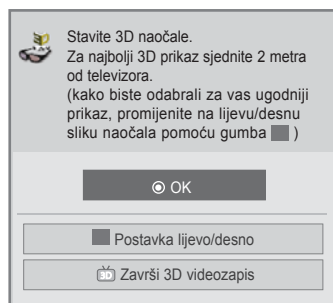 Stavite 3D naočale.
Za najbolji 3D prikaz sjednite 2 metra
od televizora.
(kako biste odabrali za vas ugodniji
prikaz, promijenite na lijevu/desnu
sliku naočala pomoću gumba )
OK
Postavka lijevo/desno
3D Završi 3D videozapis